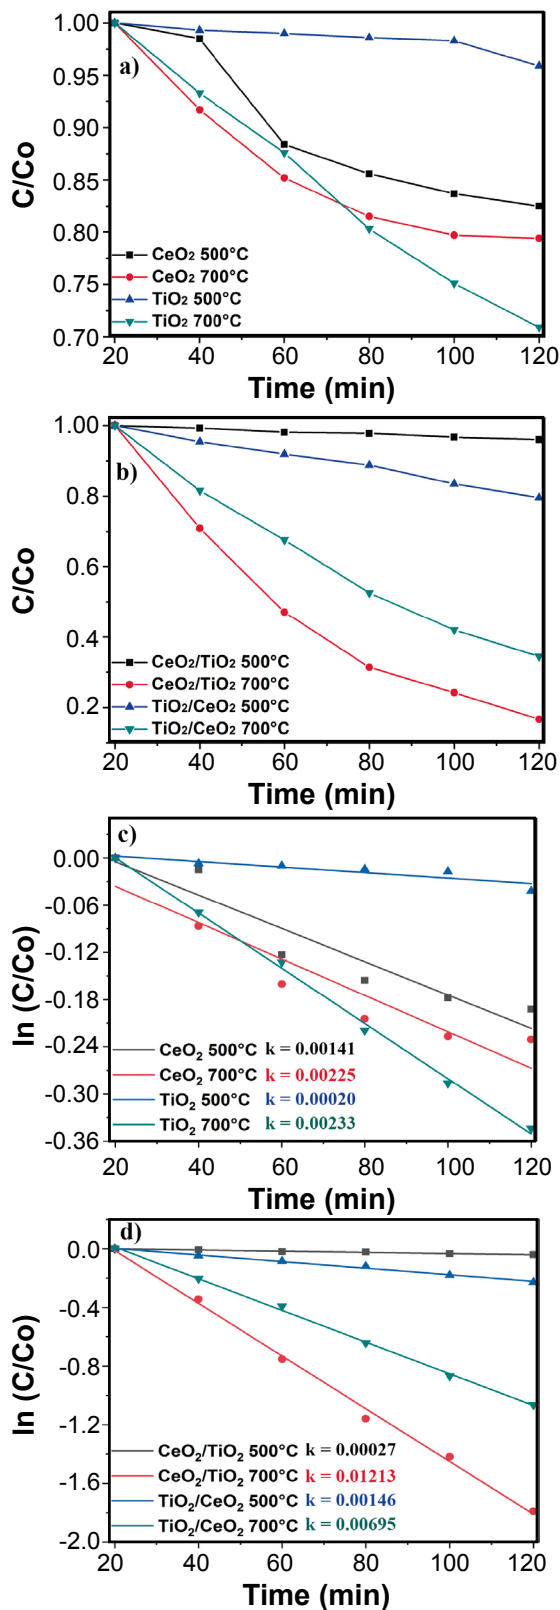 1.00
a)
0.95
0.90
C/Co
0.85
0.80
CeO₂ 500°C
CeO₂ 700°C
0.75
TiO₂ 500°C
TiO₂ 700°C
0.70
20 40 60 80 100 120
Time (min)
1.00
b)
0.8
C/Co
0.6
0.4
CeO₂/TiO₂ 500°C
CeO₂/TiO₂ 700°C
0.2
TiO₂/CeO₂ 500°C
TiO₂/CeO₂ 700°C
20 40 60 80 100 120
Time (min)
c)
0.00
-0.06
-0.12
ln (C/Co)
-0.18
-0.24
CeO₂ 500°C k = 0.00141
CeO₂ 700°C k = 0.00225
-0.30
TiO₂ 500°C k = 0.00020
TiO₂ 700°C k = 0.00233
-0.36
20 40 60 80 100 120
Time (min)
d)
0.0
-0.4
ln (C/Co)
-0.8
-1.2
CeO₂/TiO₂ 500°C k = 0.00027
CeO₂/TiO₂ 700°C k = 0.01213
-1.6
TiO₂/CeO₂ 500°C k = 0.00146
TiO₂/CeO₂ 700°C k = 0.00695
-2.0
20 40 60 80 100 120
Time (min)